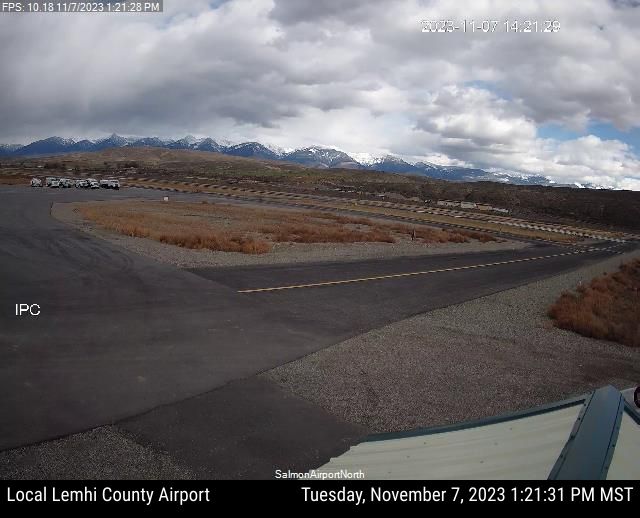 FPS: 10.18 11/7/2023 1:21:28 PM
2023-11-07 14:21:29
IPC
SalmonAirportNorth
Local Lemhi County Airport
Tuesday, November 7, 2023 1:21:31 PM MST